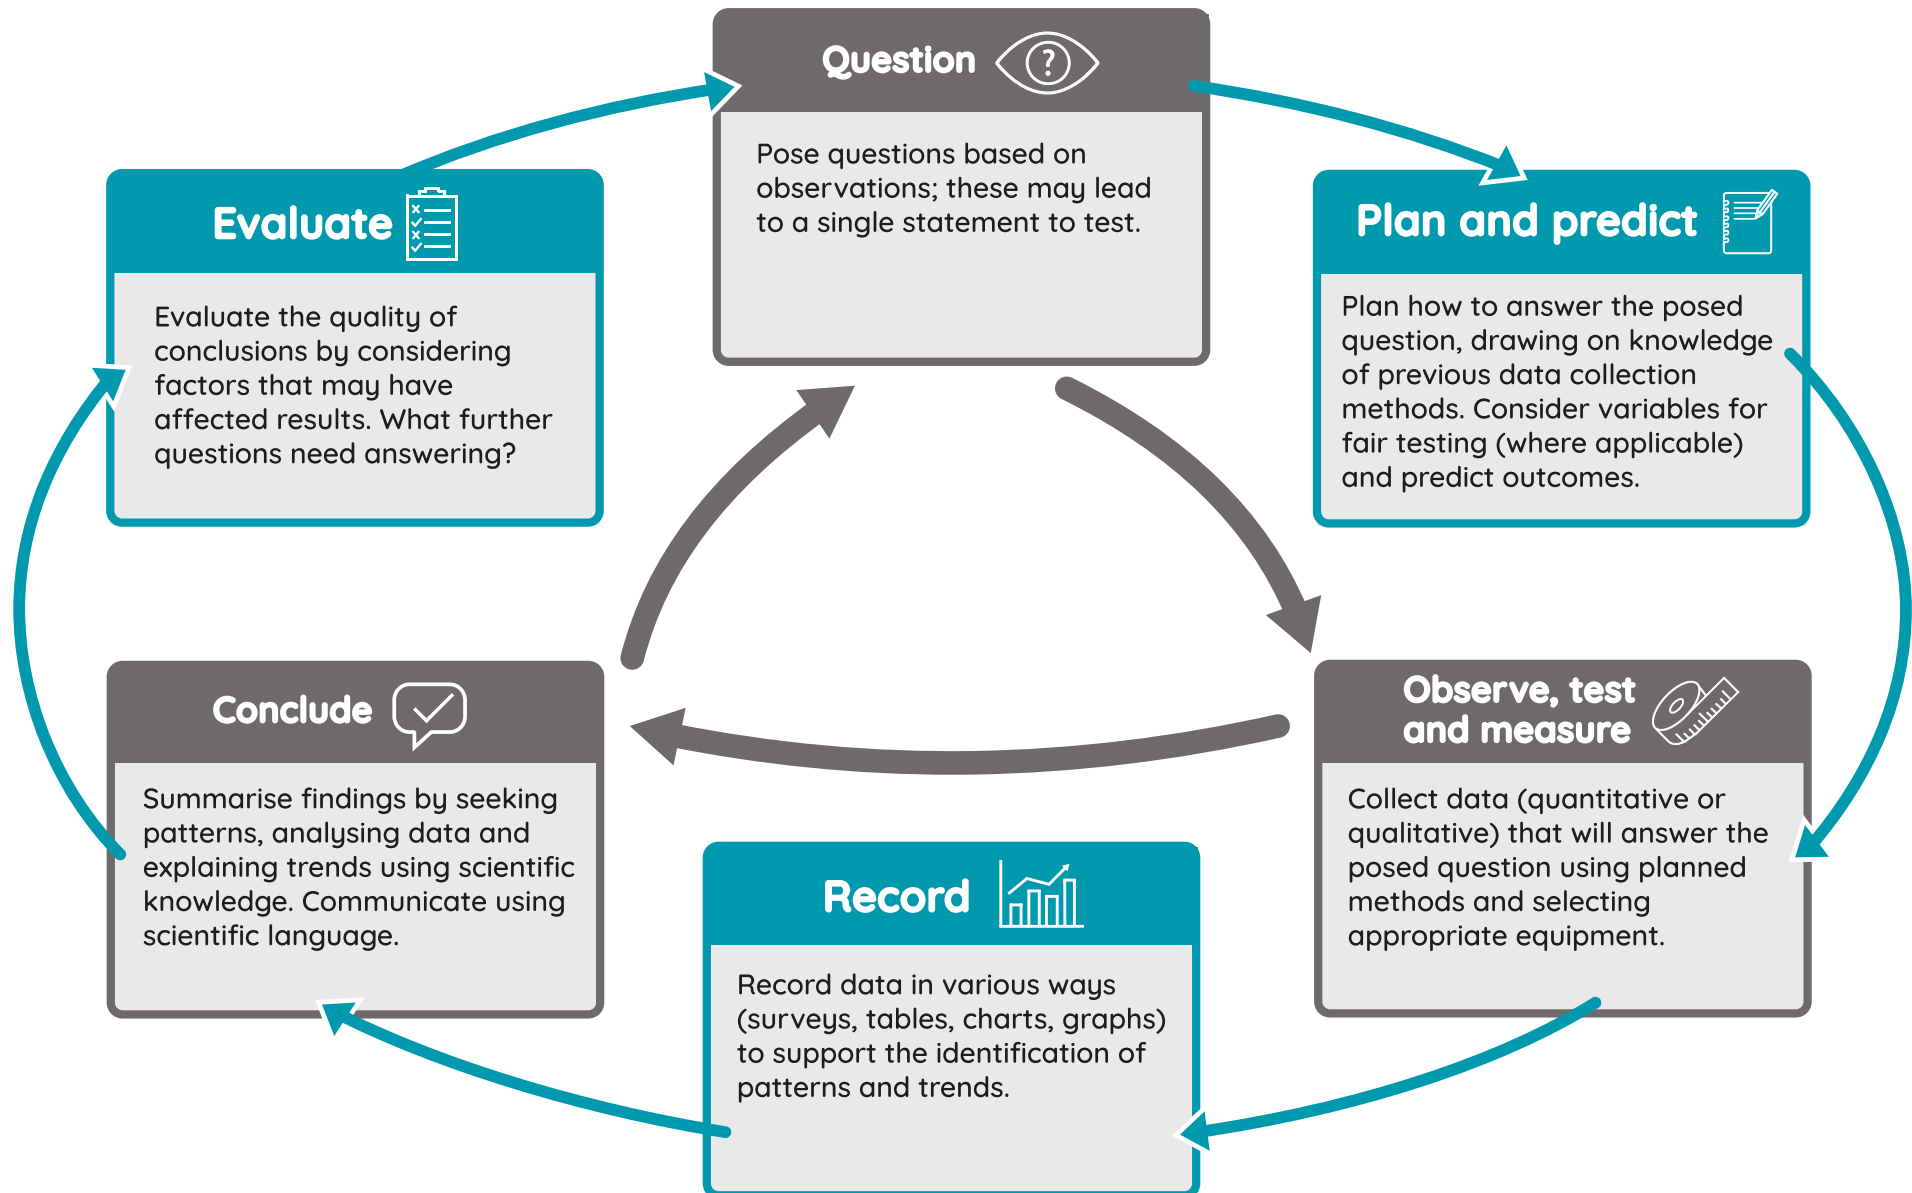 Question
?
Pose questions based on
observations; these may lead
to a single statement to test.
Plan and predict
Plan how to answer the posed
question, drawing on knowledge
of previous data collection
methods. Consider variables for
fair testing (where applicable)
and predict outcomes.
Observe, test
and measure
Collect data (quantitative or
qualitative) that will answer the
posed question using planned
methods and selecting
appropriate equipment.
Record
Record data in various ways
(surveys, tables, charts, graphs)
to support the identification of
patterns and trends.
Conclude
Summarise findings by seeking
patterns, analysing data and
explaining trends using scientific
knowledge. Communicate using
scientific language.
Evaluate
Evaluate the quality of
conclusions by considering
factors that may have
affected results. What further
questions need answering?